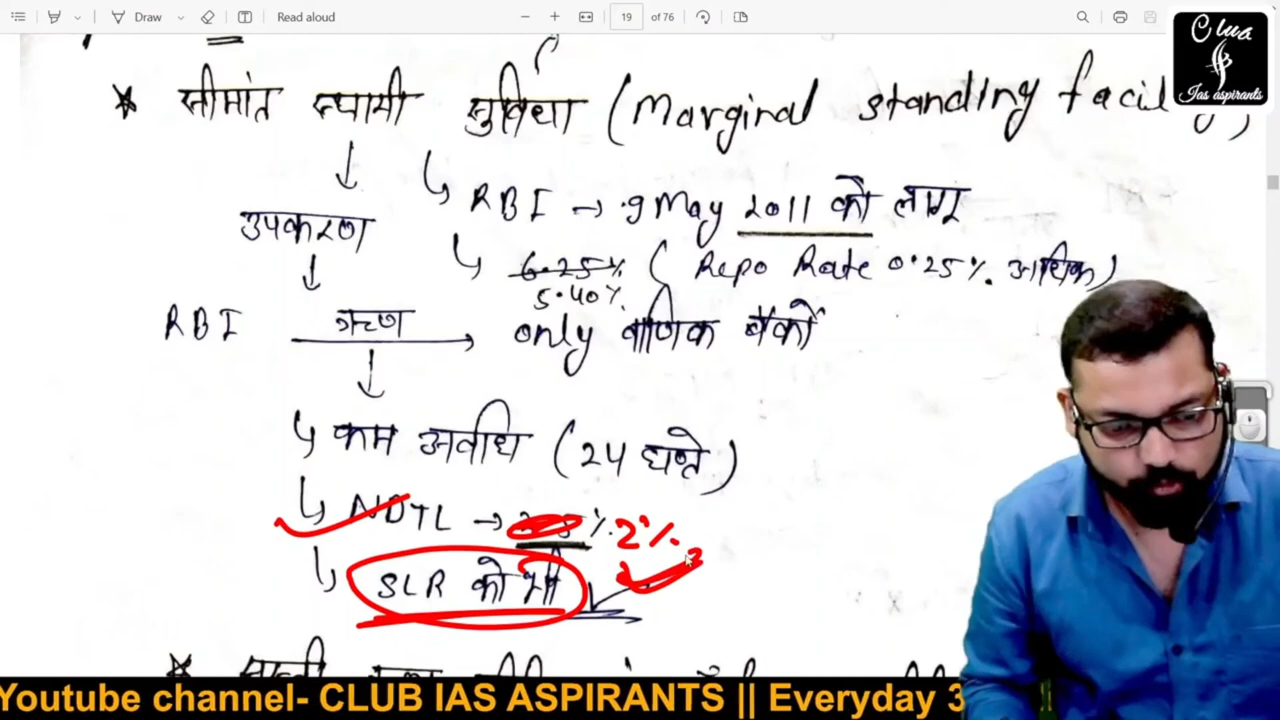 Draw
Read aloud
19 of 76
Club
Ias aspirants
* सीमांत स्थायी सुविधा (Marginal standing facility)
RBI → 9 May 2011 को लागू
उपकरण
6.25% ( Repo Rate 0.25%. अधिक)
5.40%.
RBI ऋण only वाणिक बैंकों
कम अवधि (24 घण्टे)
NDTL → %. 2%.
SLR को भी
Youtube channel- CLUB IAS ASPIRANTS || Everyday 3